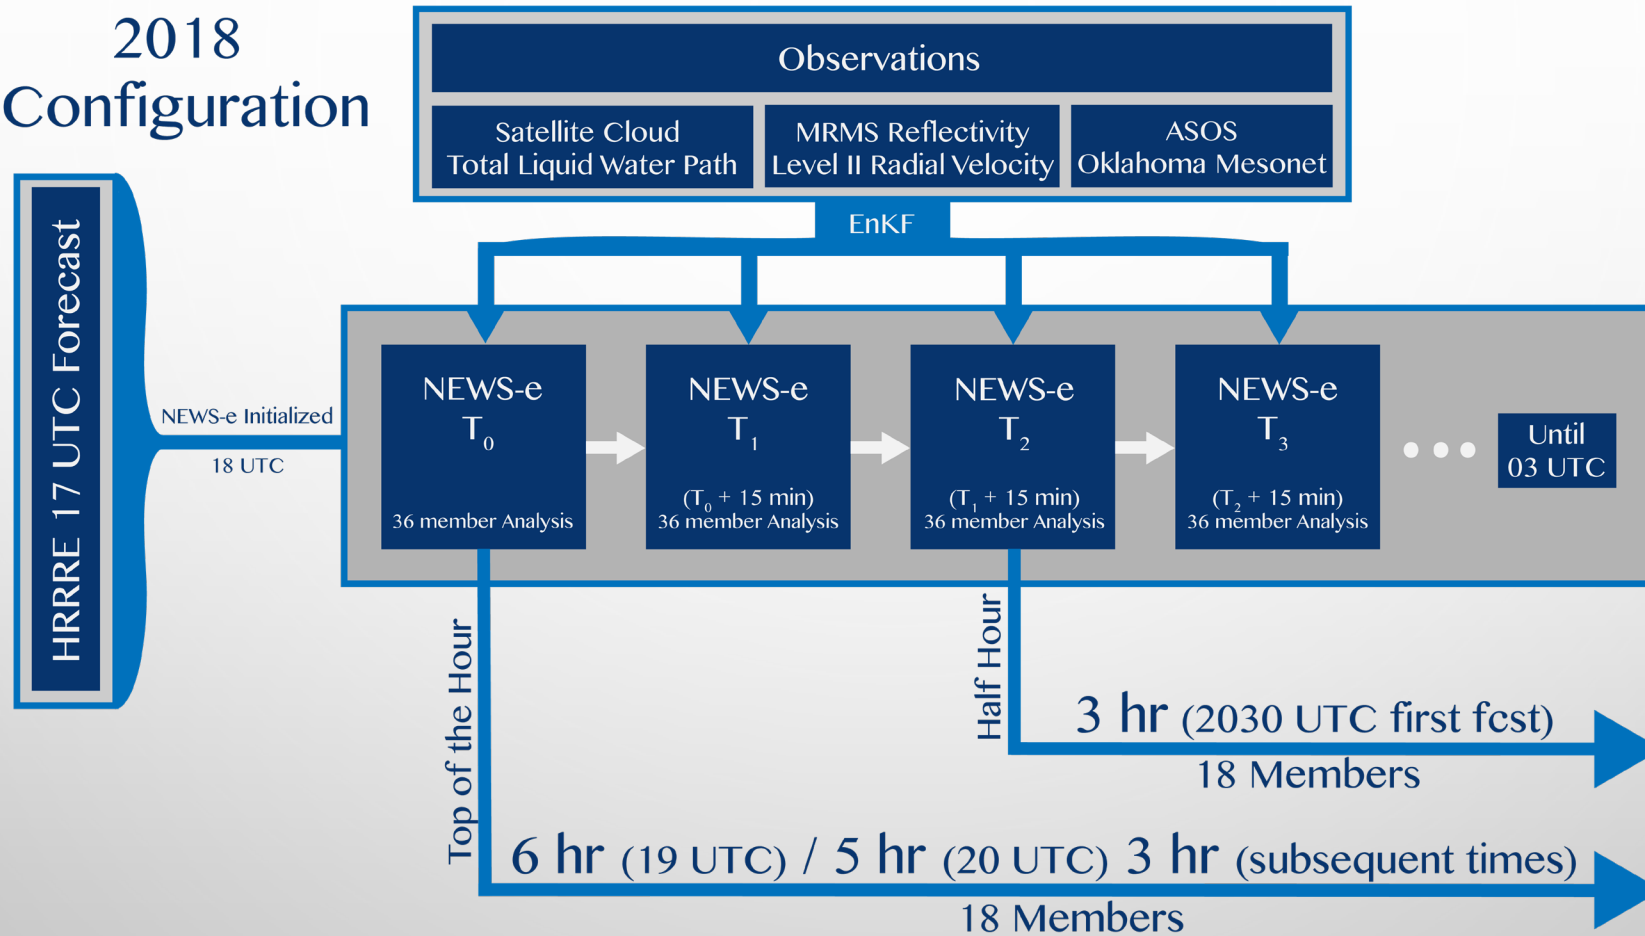 2018
Configuration
Observations
Satellite Cloud
Total Liquid Water Path
MRMS Reflectivity
Level II Radial Velocity
ASOS
Oklahoma Mesonet
EnKF
HRRRE 17 UTC Forecast
NEWS-e Initialized
18 UTC
NEWS-e
T0
36 member Analysis
NEWS-e
T1
(T0 + 15 min)
36 member Analysis
NEWS-e
T2
(T1 + 15 min)
36 member Analysis
NEWS-e
T3
(T2 + 15 min)
36 member Analysis
Until
03 UTC
Half Hour
3 hr (2030 UTC first fcst)
18 Members
Top of the Hour
6 hr (19 UTC) / 5 hr (20 UTC) 3 hr (subsequent times)
18 Members